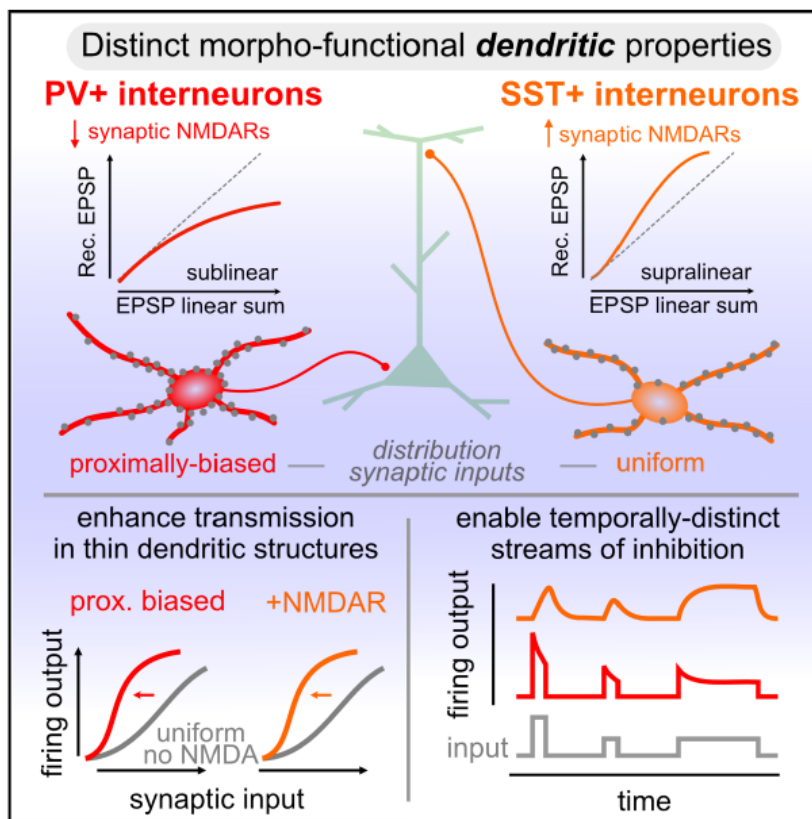 Distinct morpho-functional dendritic properties
PV+ interneurons
↓ synaptic NMDARs
Rec. EPSP
sublinear
EPSP linear sum
SST+ interneurons
↑ synaptic NMDARs
Rec. EPSP
supralinear
EPSP linear sum
proximally-biased
distribution
synaptic inputs
uniform
enhance transmission
in thin dendritic structures
prox. biased
+NMDAR
firing output
uniform
no NMDA
synaptic input
enable temporally-distinct
streams of inhibition
firing output
input
time